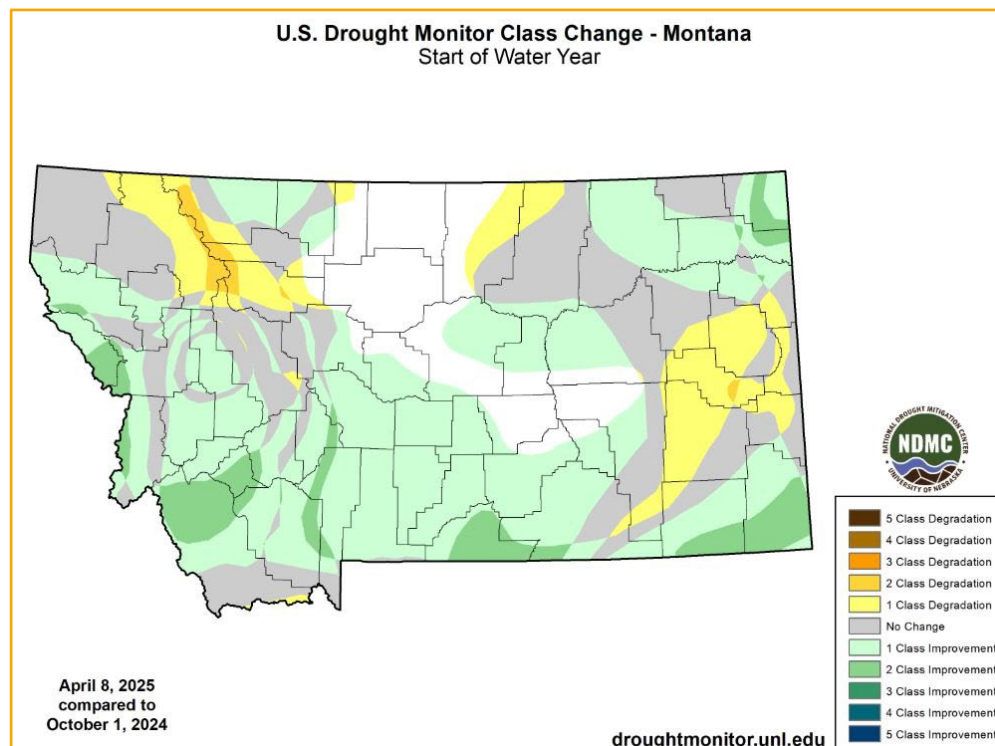 U.S. Drought Monitor Class Change - Montana
Start of Water Year
NATIONAL DROUGHT MITIGATION CENTER
NDMC
UNIVERSITY OF NEBRASKA
5 Class Degradation
4 Class Degradation
3 Class Degradation
2 Class Degradation
1 Class Degradation
No Change
1 Class Improvement
2 Class Improvement
3 Class Improvement
4 Class Improvement
5 Class Improvement
April 8, 2025
compared to
October 1, 2024
droughtmonitor.unl.edu